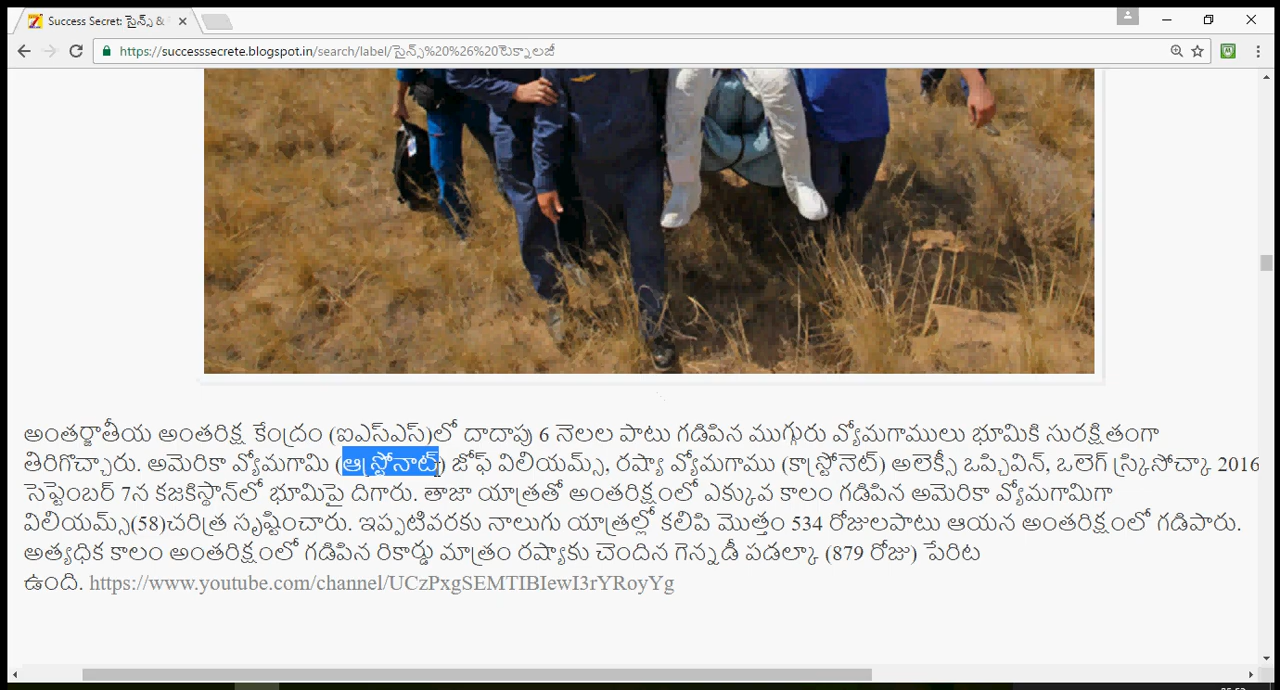 Success Secret: సైన్స్ &
https://successsecrete.blogspot.in/search/label/సైన్స్%20%26%20టెక్నాలజీ
అంతర్జాతీయ అంతరిక్ష కేంద్రం (ఐఎస్ఎస్)లో దాదాపు 6 నెలల పాటు గడిపిన ముగ్గురు వ్యోమగాములు భూమికి సురక్షితంగా
తిరిగొచ్చారు. అమెరికా వ్యోమగామి (ఆస్ట్రోనాట్) జోఫ్ విలియమ్స్, రష్యా వ్యోమగాము (కాస్ట్రోనెట్) అలెక్సీ ఒప్చివిన్, ఒలెగ్ స్క్రిసోచ్కా 2016
సెప్టెంబర్ 7న కజకిస్థాన్‌లో భూమిపై దిగారు. తాజా యాత్రతో అంతరిక్షంలో ఎక్కువ కాలం గడిపిన అమెరికా వ్యోమగామిగా
విలియమ్స్(58)చరిత్ర సృష్టించారు. ఇప్పటివరకు నాలుగు యాత్రల్లో కలిపి మొత్తం 534 రోజులపాటు ఆయన అంతరిక్షంలో గడిపారు.
అత్యధిక కాలం అంతరిక్షంలో గడిపిన రికార్డు మాత్రం రష్యాకు చెందిన గెన్నడీ పడల్కా (879 రోజు) పేరిట
ఉంది. https://www.youtube.com/channel/UCzPxgSEMTIBIewI3rYRoyYg